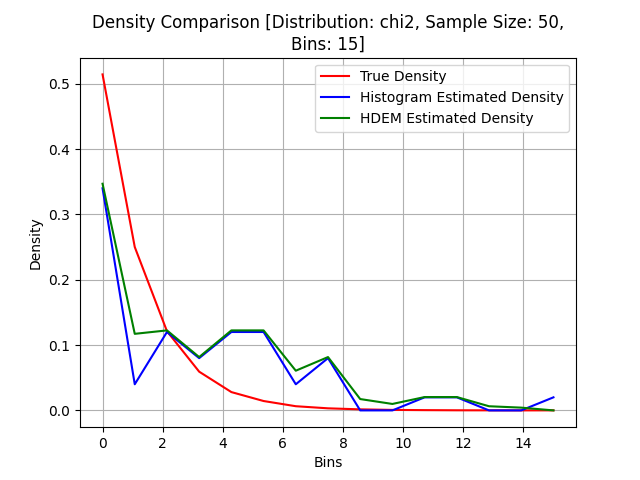 Density Comparison [Distribution: chi2, Sample Size: 50,
Bins: 15]
True Density
Histogram Estimated Density
HDEM Estimated Density
Density
0.5
0.4
0.3
0.2
0.1
0.0
0 2 4 6 8 10 12 14
Bins